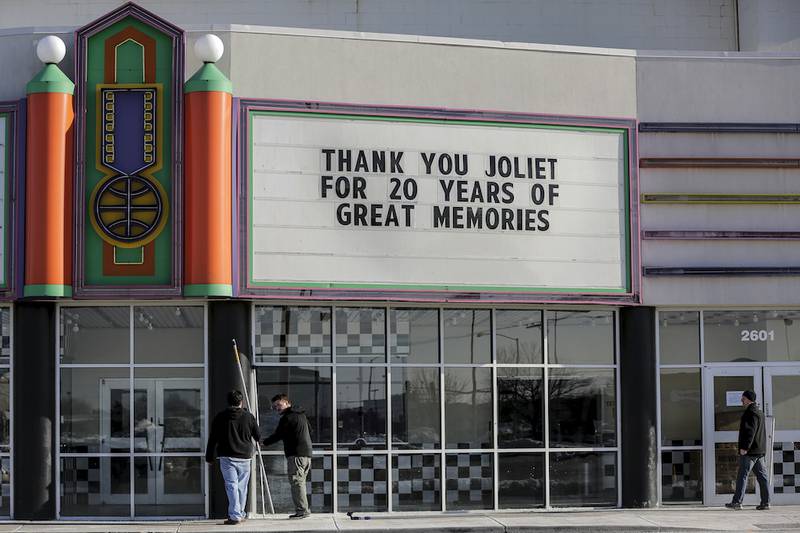 THANK YOU JOLIET
FOR 20 YEARS OF
GREAT MEMORIES
2601